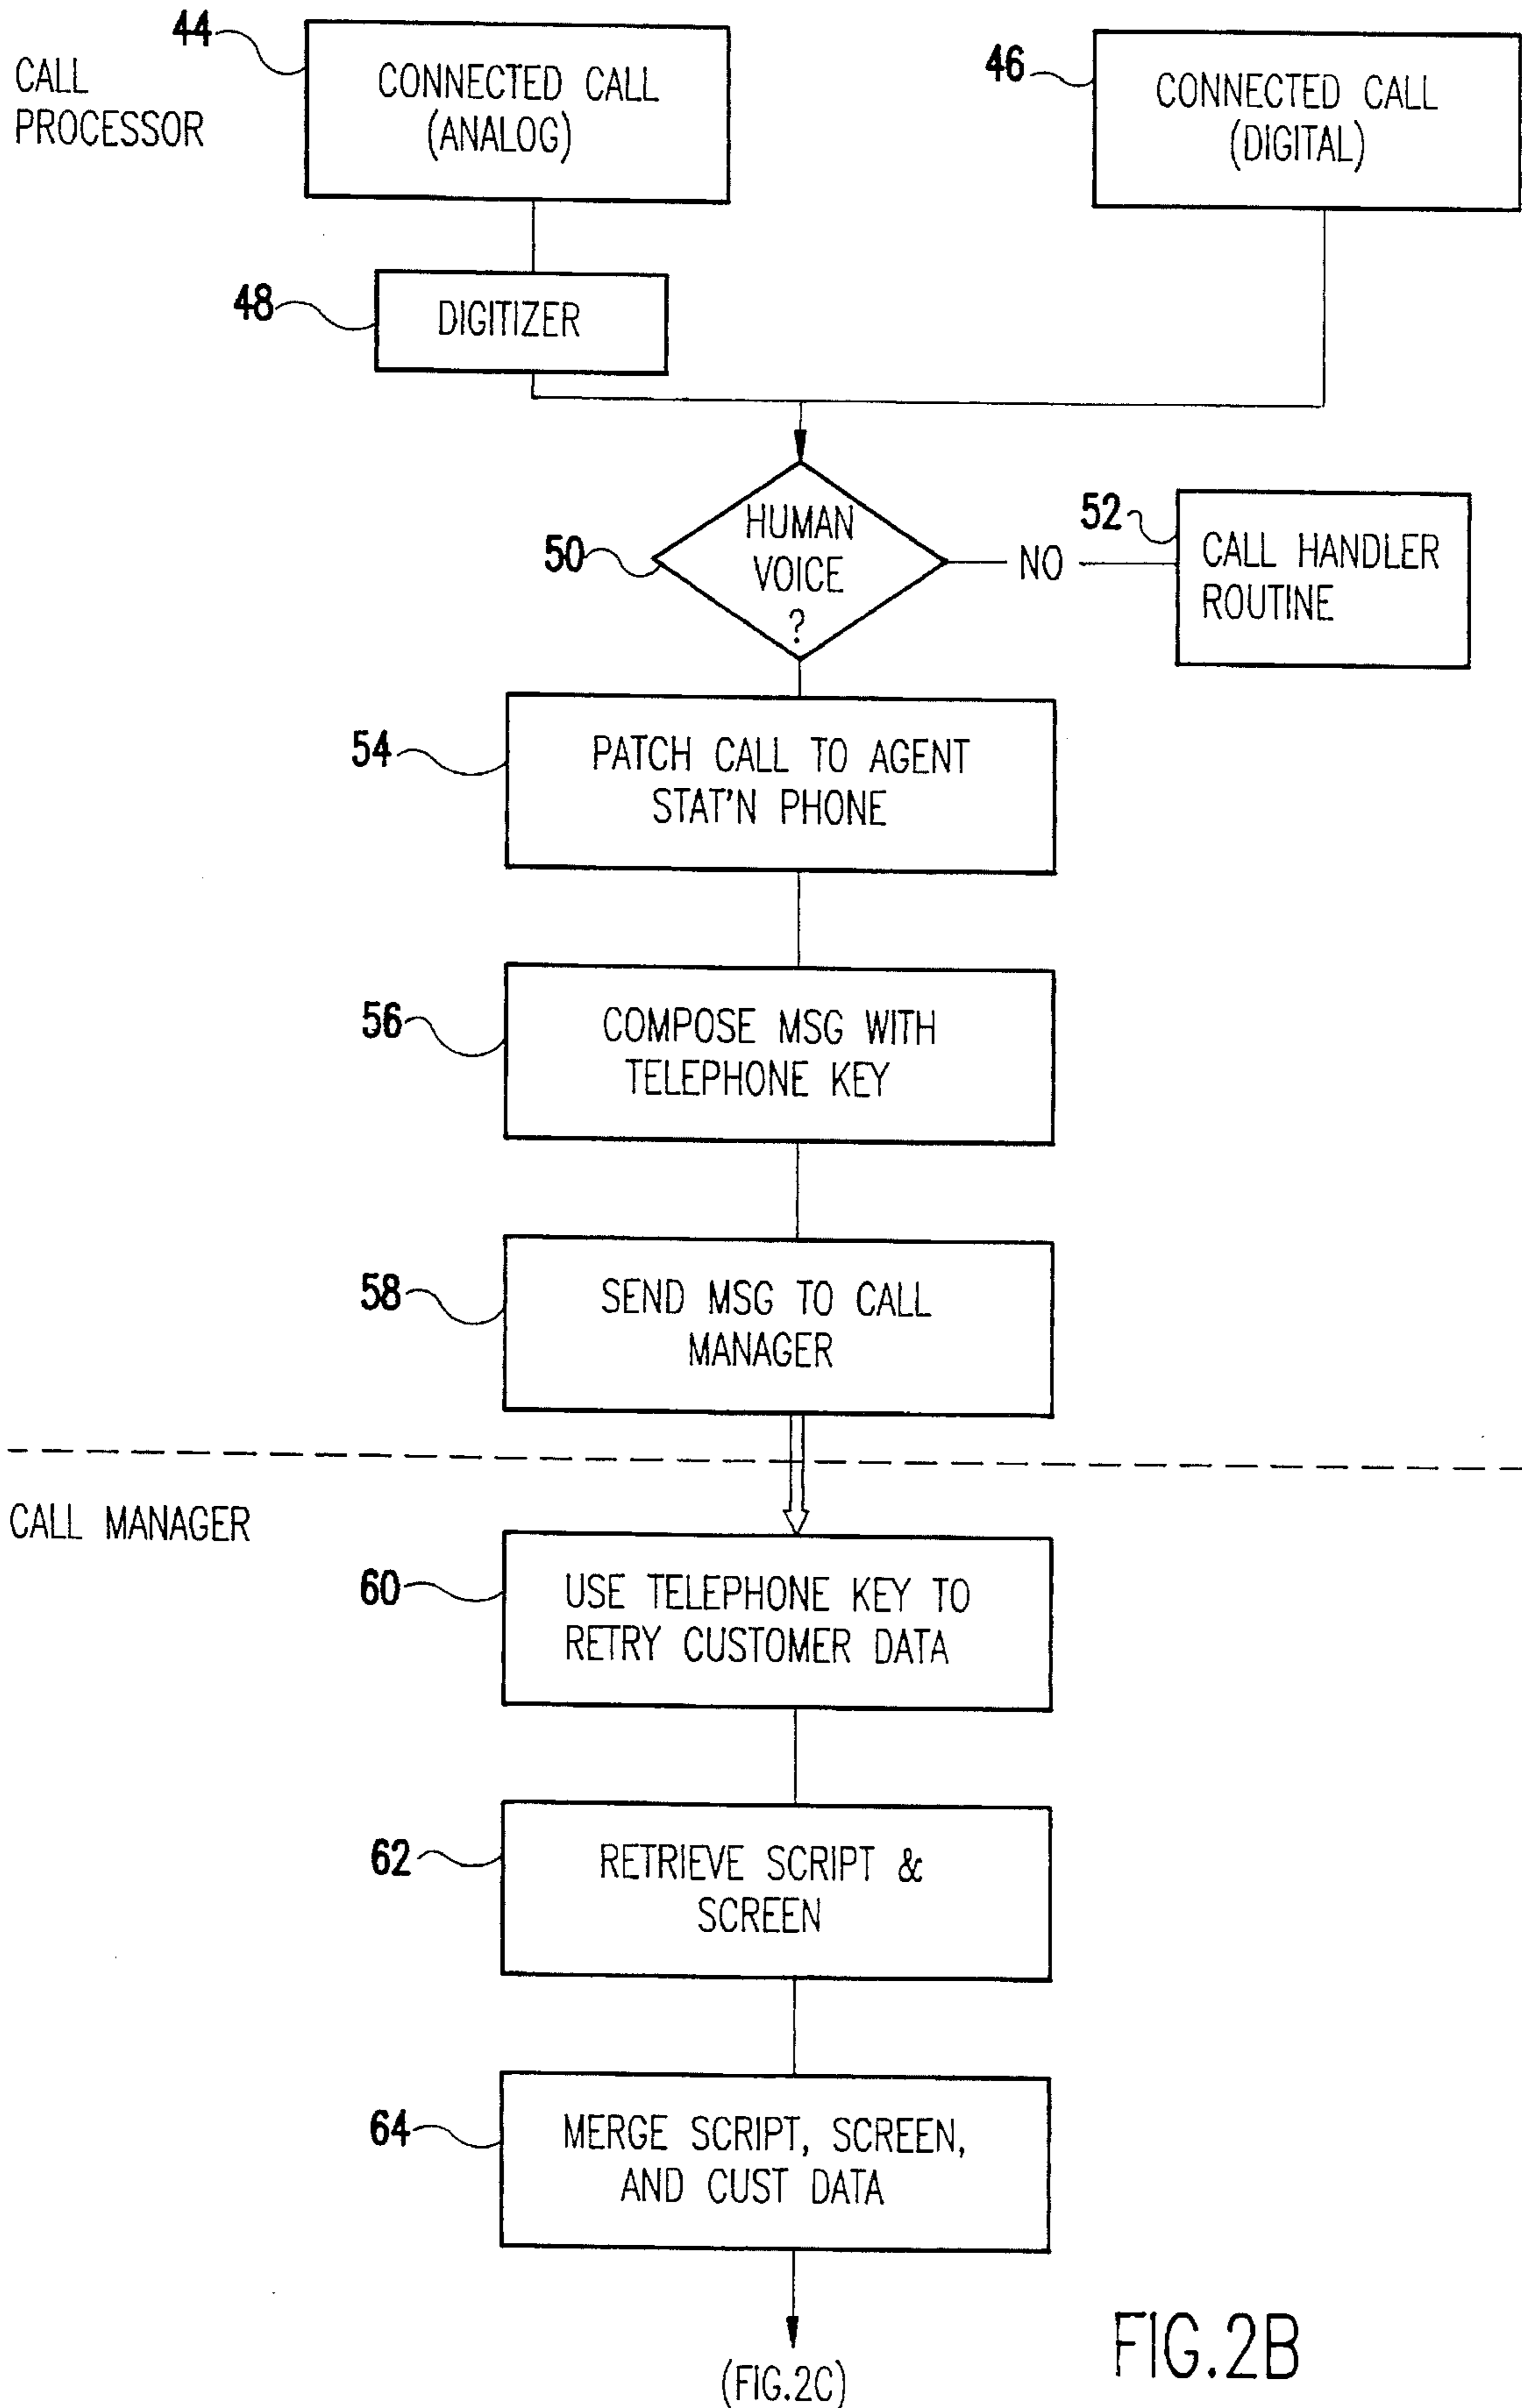 44
CALL
PROCESSOR
CONNECTED CALL
(ANALOG)
46
CONNECTED CALL
(DIGITAL)
48
DIGITIZER
50
HUMAN
VOICE
?
NO
52
CALL HANDLER
ROUTINE
54
PATCH CALL TO AGENT
STAT'N PHONE
56
COMPOSE MSG WITH
TELEPHONE KEY
58
SEND MSG TO CALL
MANAGER
CALL MANAGER
60
USE TELEPHONE KEY TO
RETRY CUSTOMER DATA
62
RETRIEVE SCRIPT &
SCREEN
64
MERGE SCRIPT, SCREEN,
AND CUST DATA
(FIG.2C)
FIG.2B